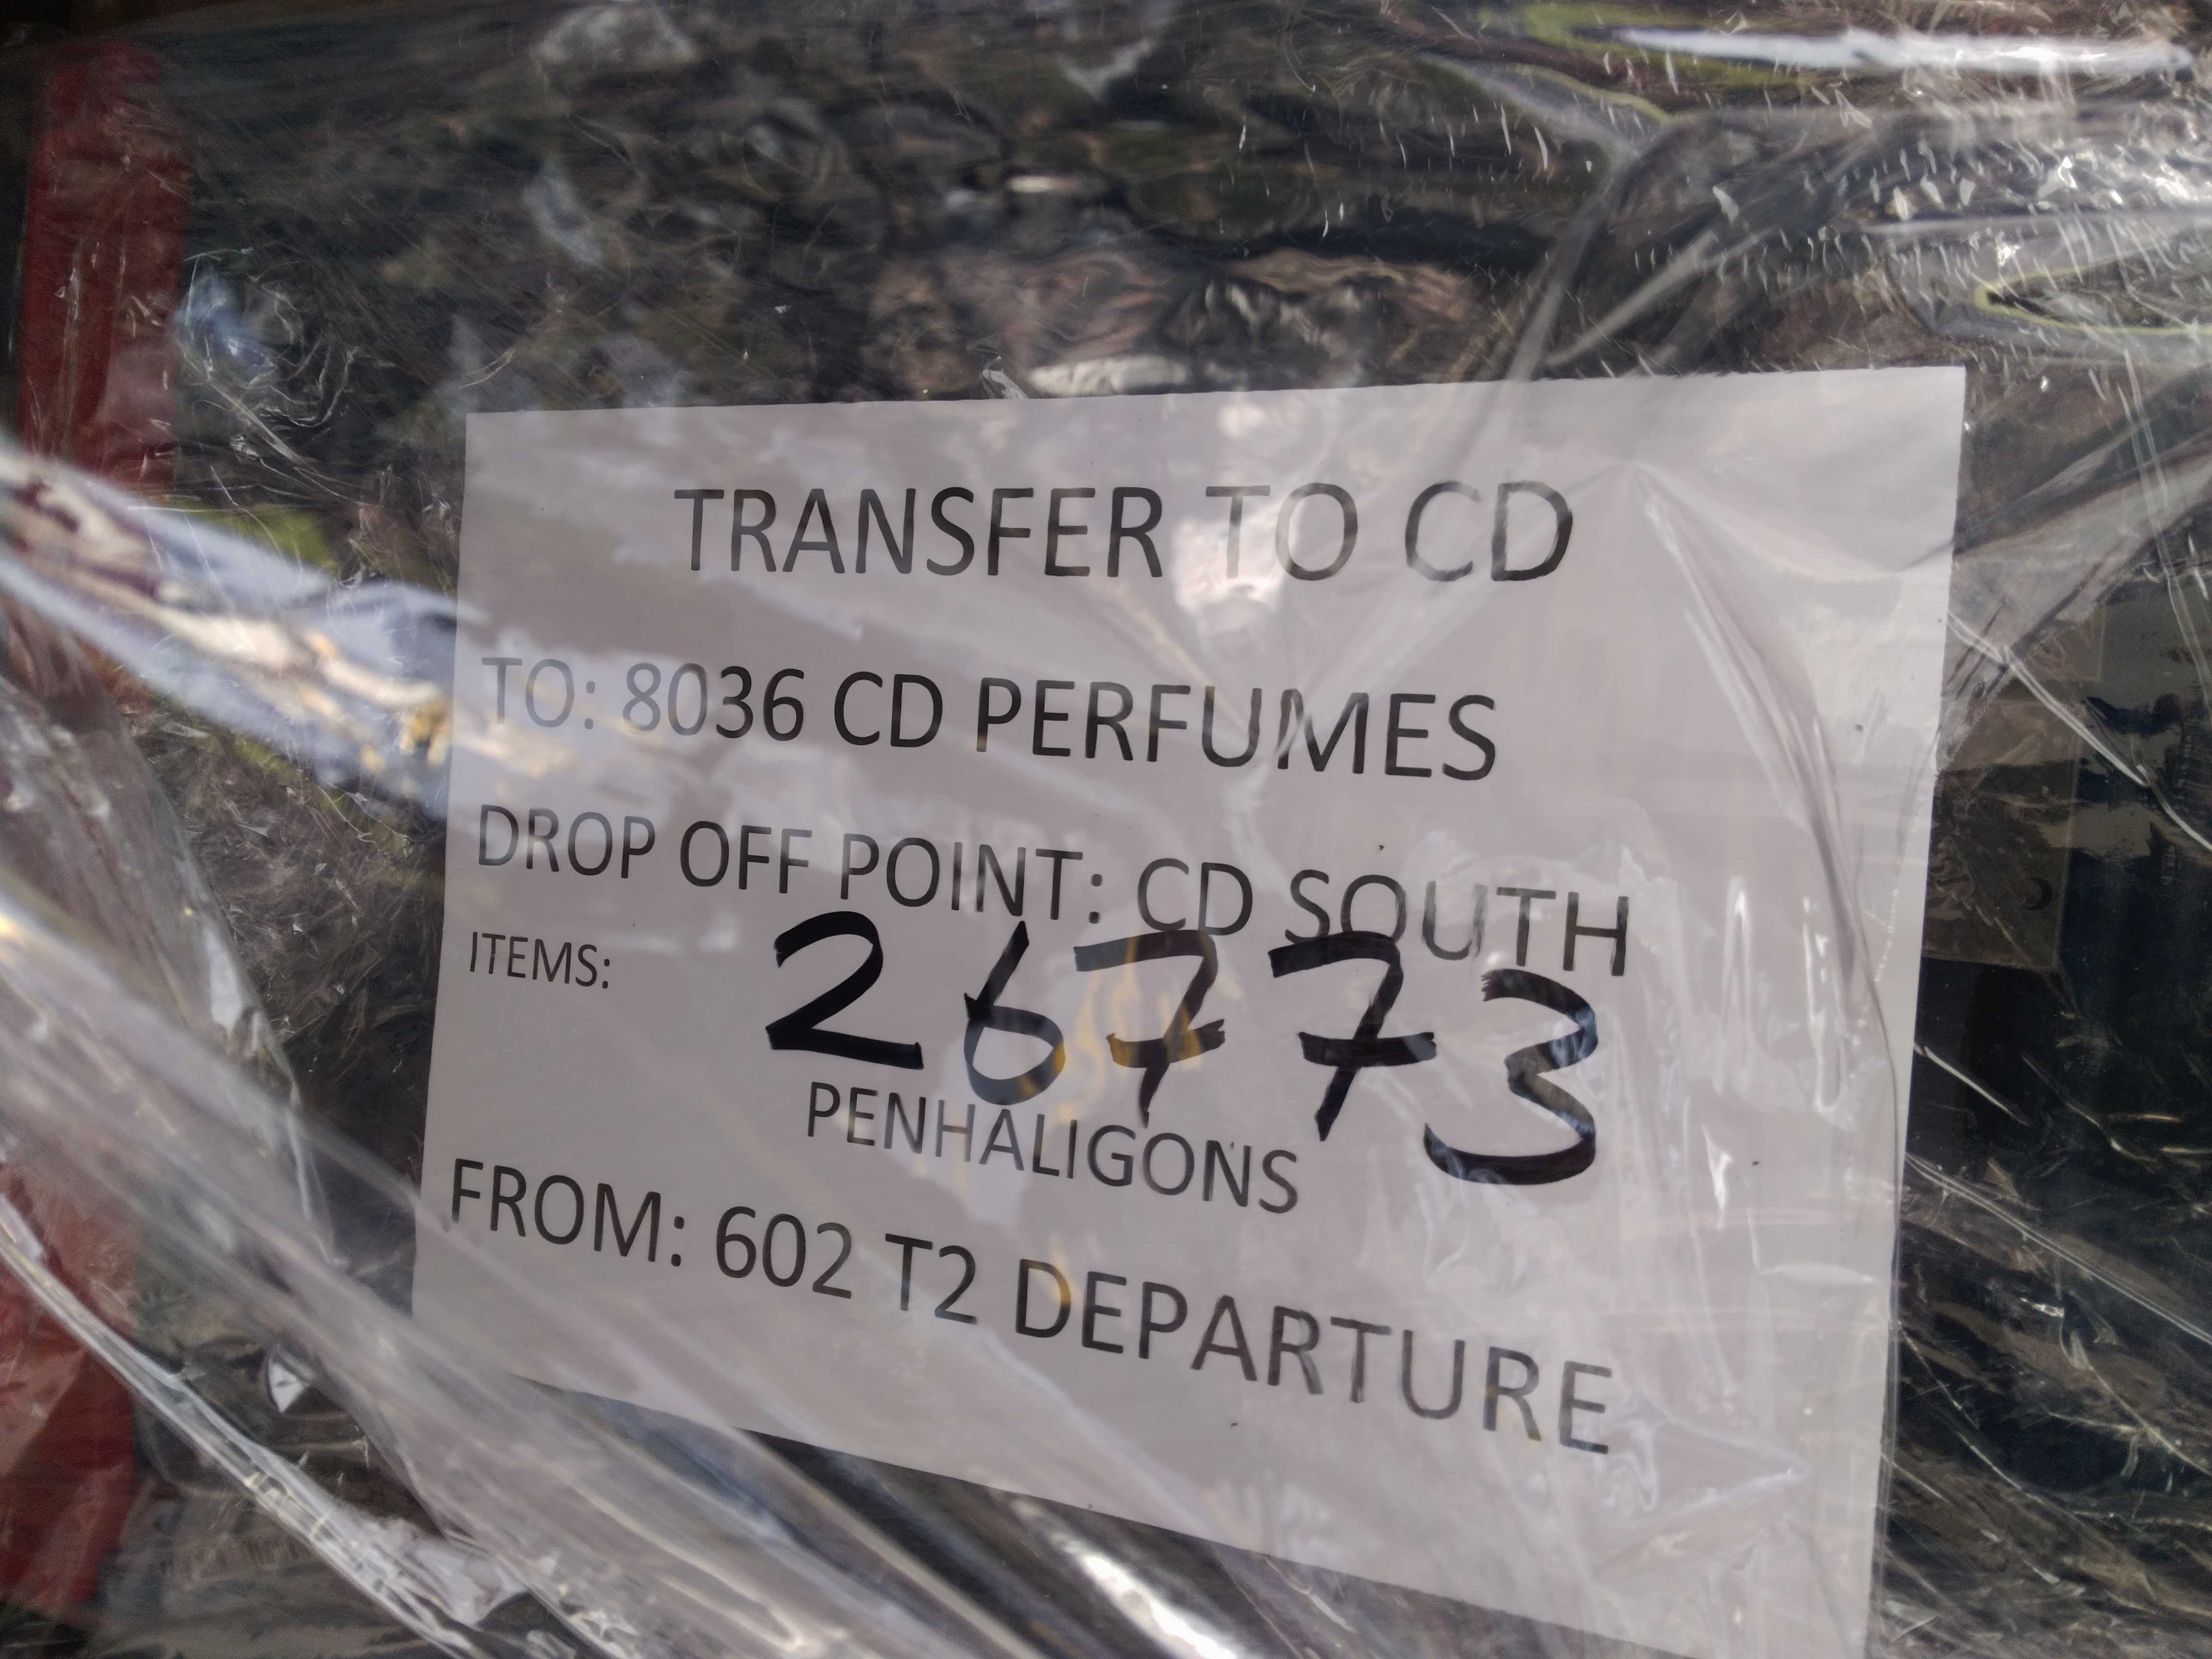 TRANSFER TO CD
TO: 8036 CD PERFUMES
DROP OFF POINT: CD SOUTH
ITEMS:
26773
PENHALIGONS
FROM: 602 T2 DEPARTURE